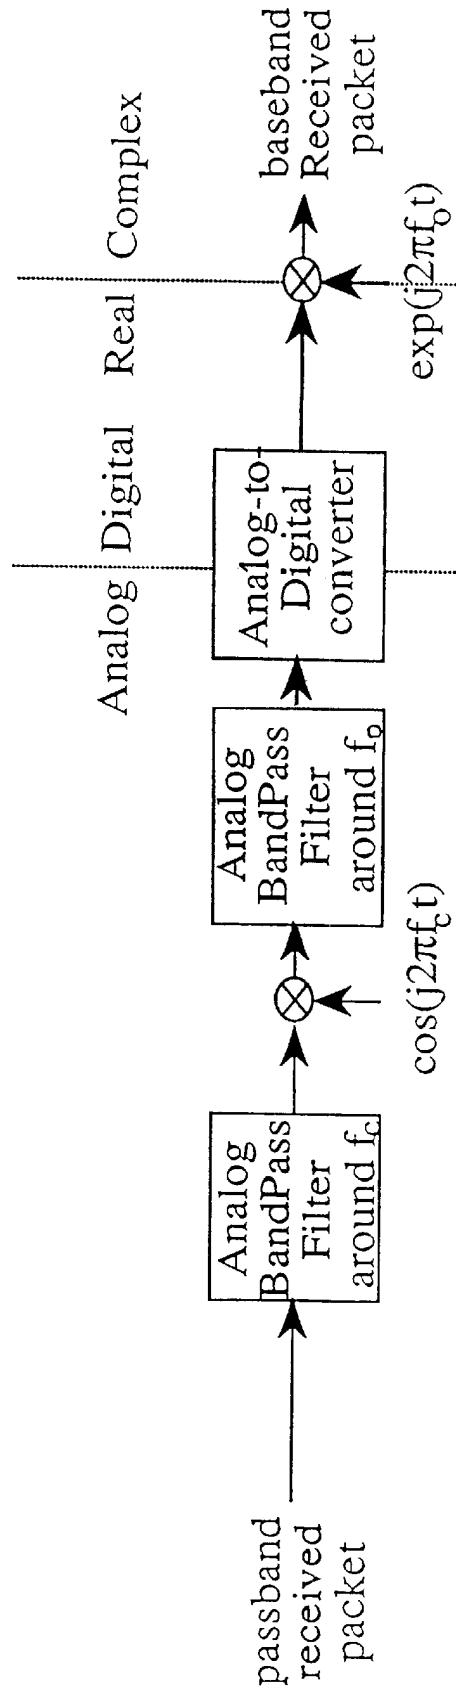 Analog Digital Real Complex
passband
received
packet
Analog
BandPass
Filter
around f_c
cos(j2πf_c t)
Analog
BandPass
Filter
around f_o
Analog-to-
Digital
converter
exp(j2πf_o t)
baseband
Received
packet